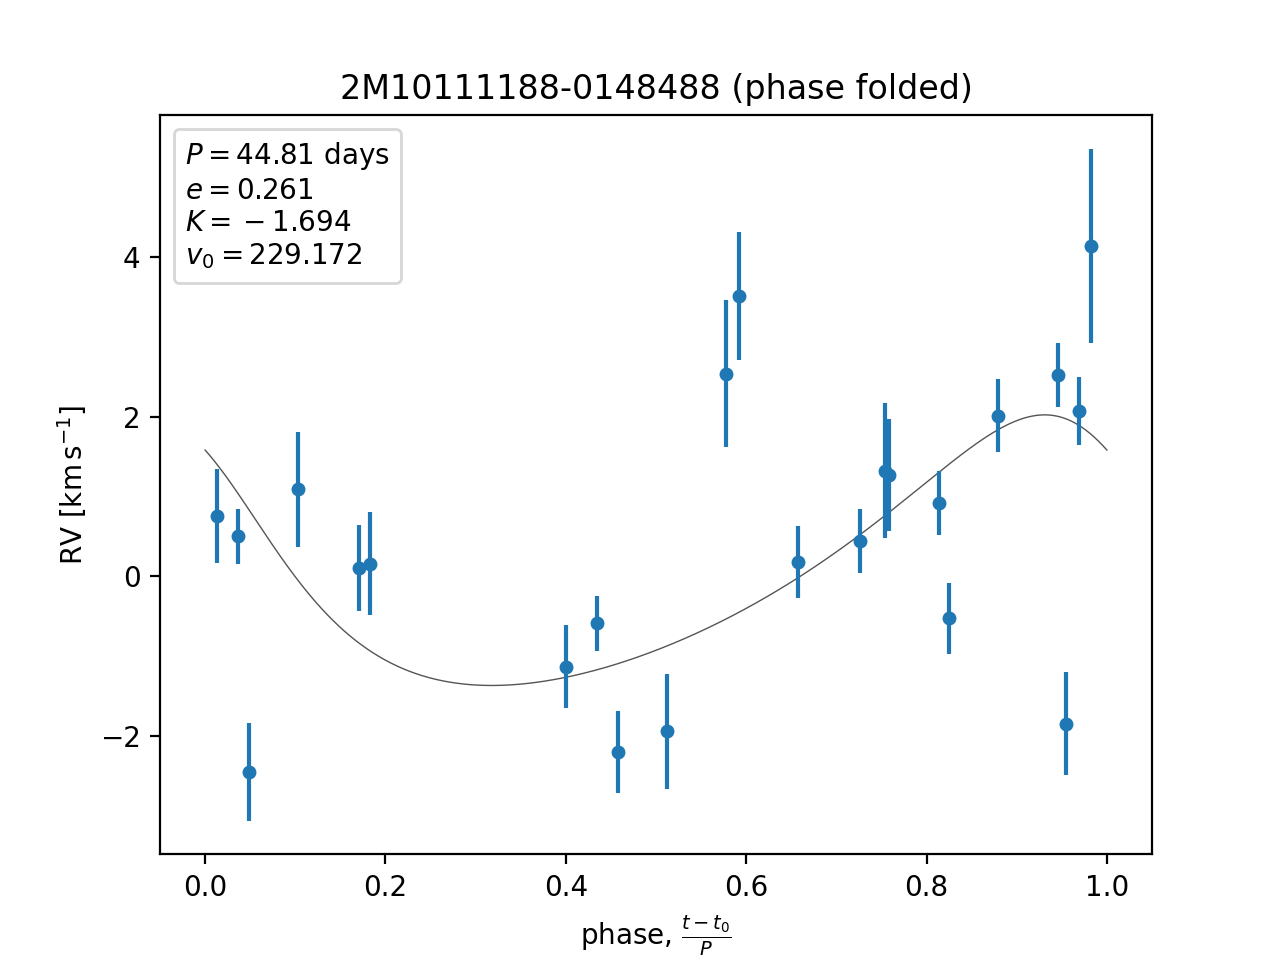 2M10111188-0148488 (phase folded)
P = 44.81 days
e = 0.261
K = −1.694
v₀ = 229.172
RV [km s⁻¹]
4
2
0
−2
0.0 0.2 0.4 0.6 0.8 1.0
phase, (t − t₀)/P